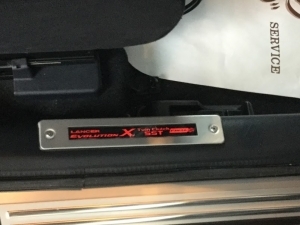 SERVICE
LANCER
EVOLUTION X
Twin Clutch
SST